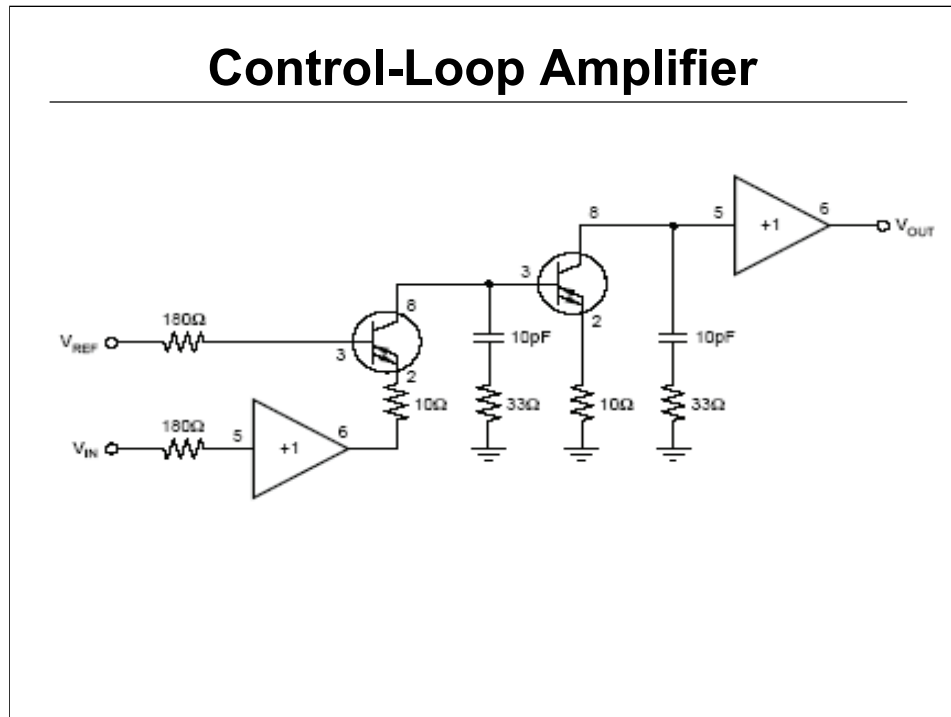 Control-Loop Amplifier
8
5
+1
6
V_OUT
3
2
8
180Ω
V_REF
3
2
10pF
10pF
10Ω
33Ω
10Ω
33Ω
180Ω
V_IN
5
+1
6